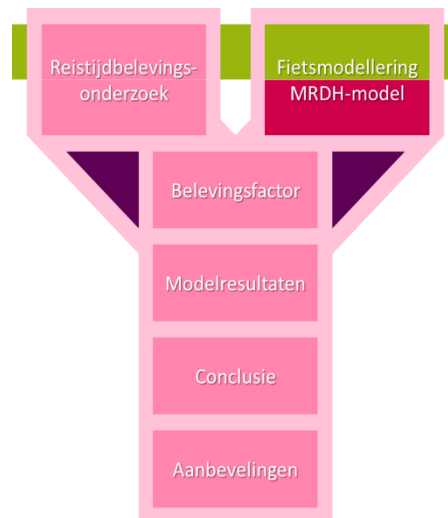 Reistijdbelevings-
onderzoek
Fietsmodellering
MRDH-model
Belevingsfactor
Modelresultaten
Conclusie
Aanbevelingen